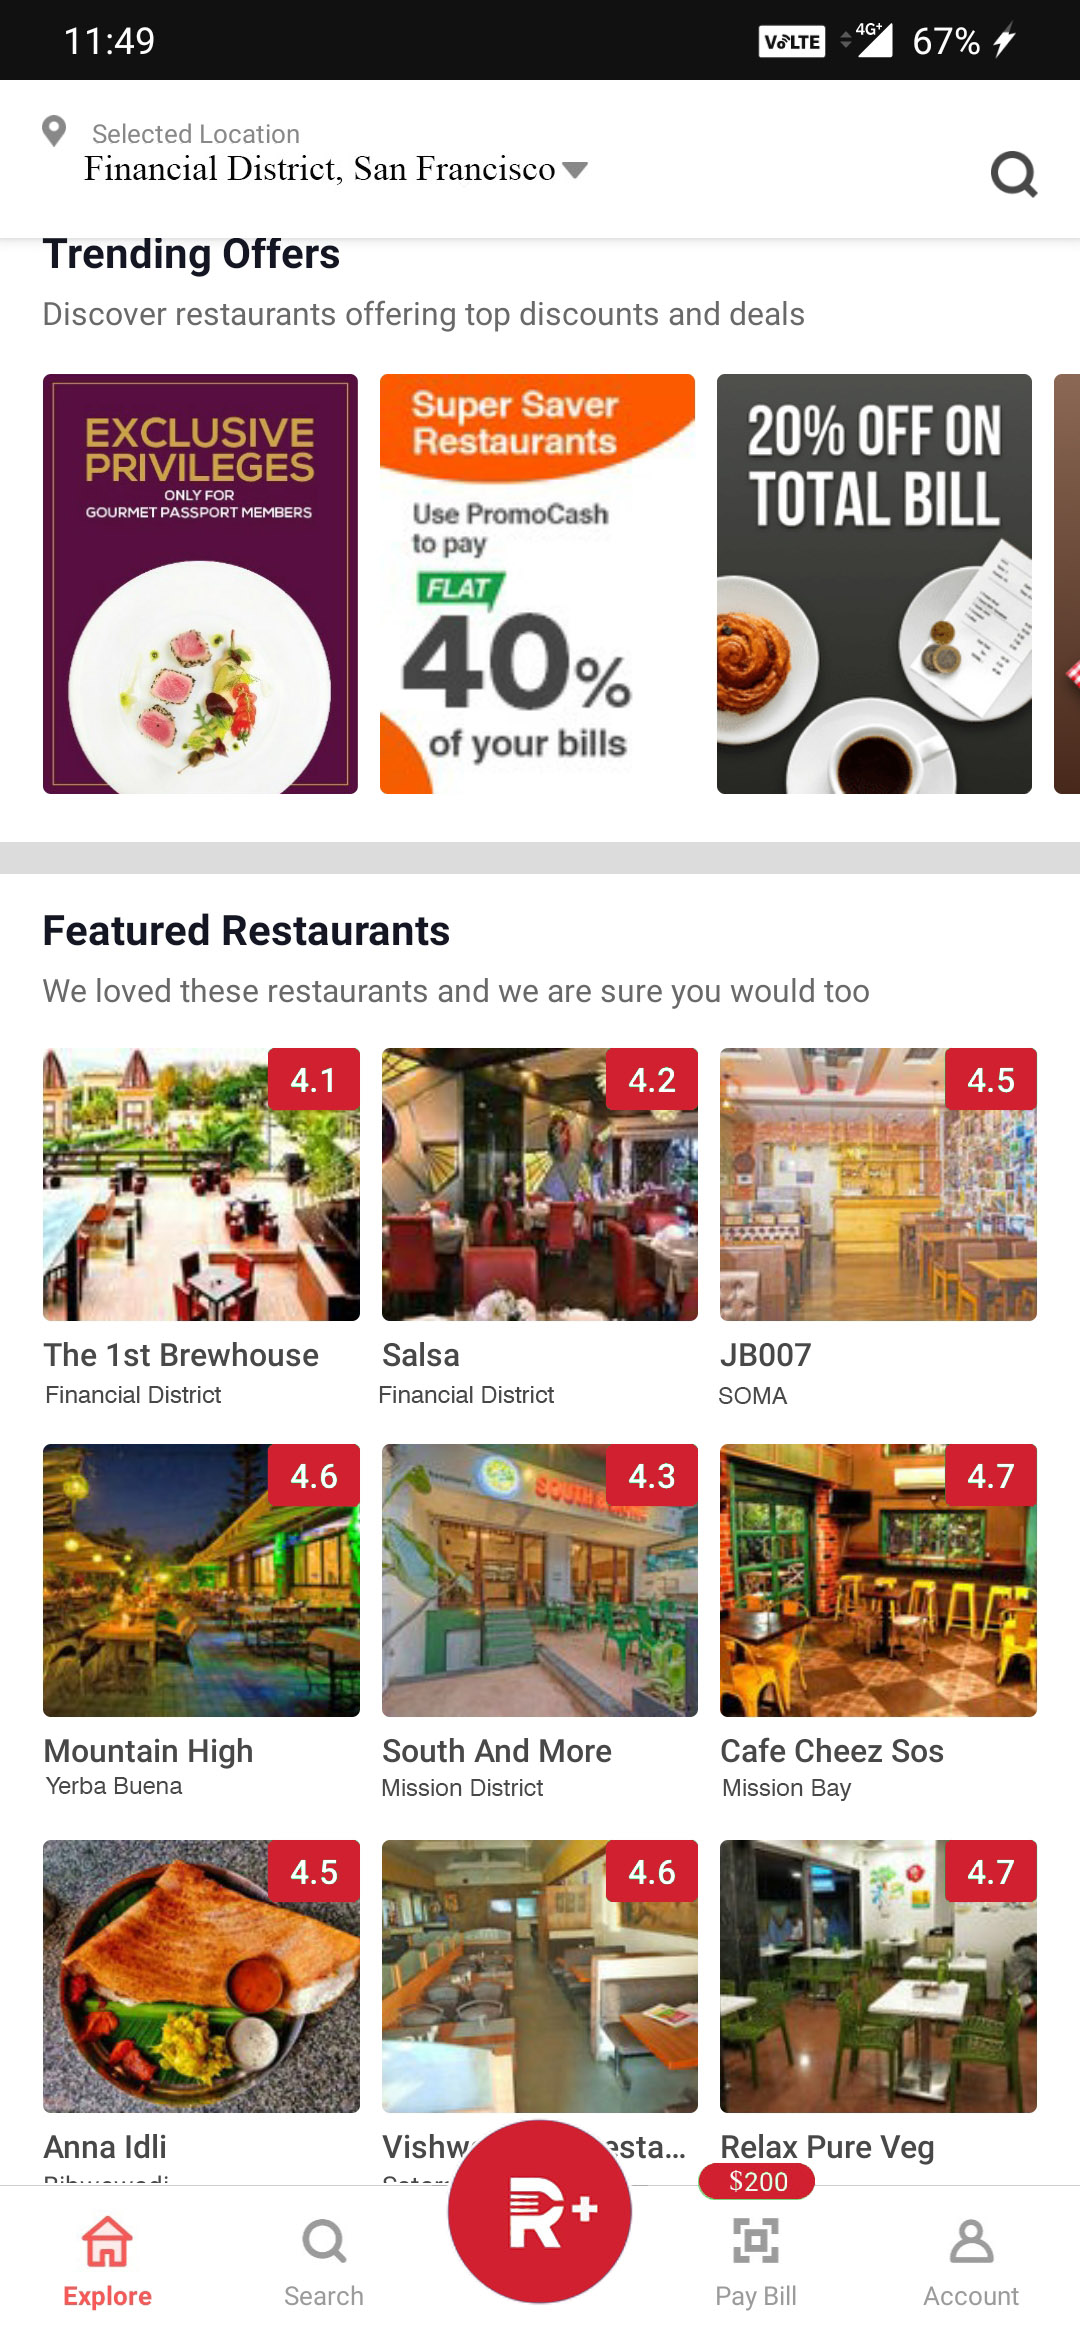 11:49
VoLTE 4G+ 67%
Selected Location
Financial District, San Francisco
Trending Offers
Discover restaurants offering top discounts and deals
EXCLUSIVE
PRIVILEGES
ONLY FOR
GOURMET PASSPORT MEMBERS
Super Saver
Restaurants
Use PromoCash
to pay
FLAT
40%
of your bills
20% OFF ON
TOTAL BILL
Featured Restaurants
We loved these restaurants and we are sure you would too
4.1
4.2
4.5
The 1st Brewhouse
Salsa
JB007
Financial District
Financial District
SOMA
4.6
SOUTH
4.3
4.7
Mountain High
South And More
Cafe Cheez Sos
Yerba Buena
Mission District
Mission Bay
4.5
4.6
4.7
Anna Idli
Relax Pure Veg
$200
R+
Explore
Search
Pay Bill
Account